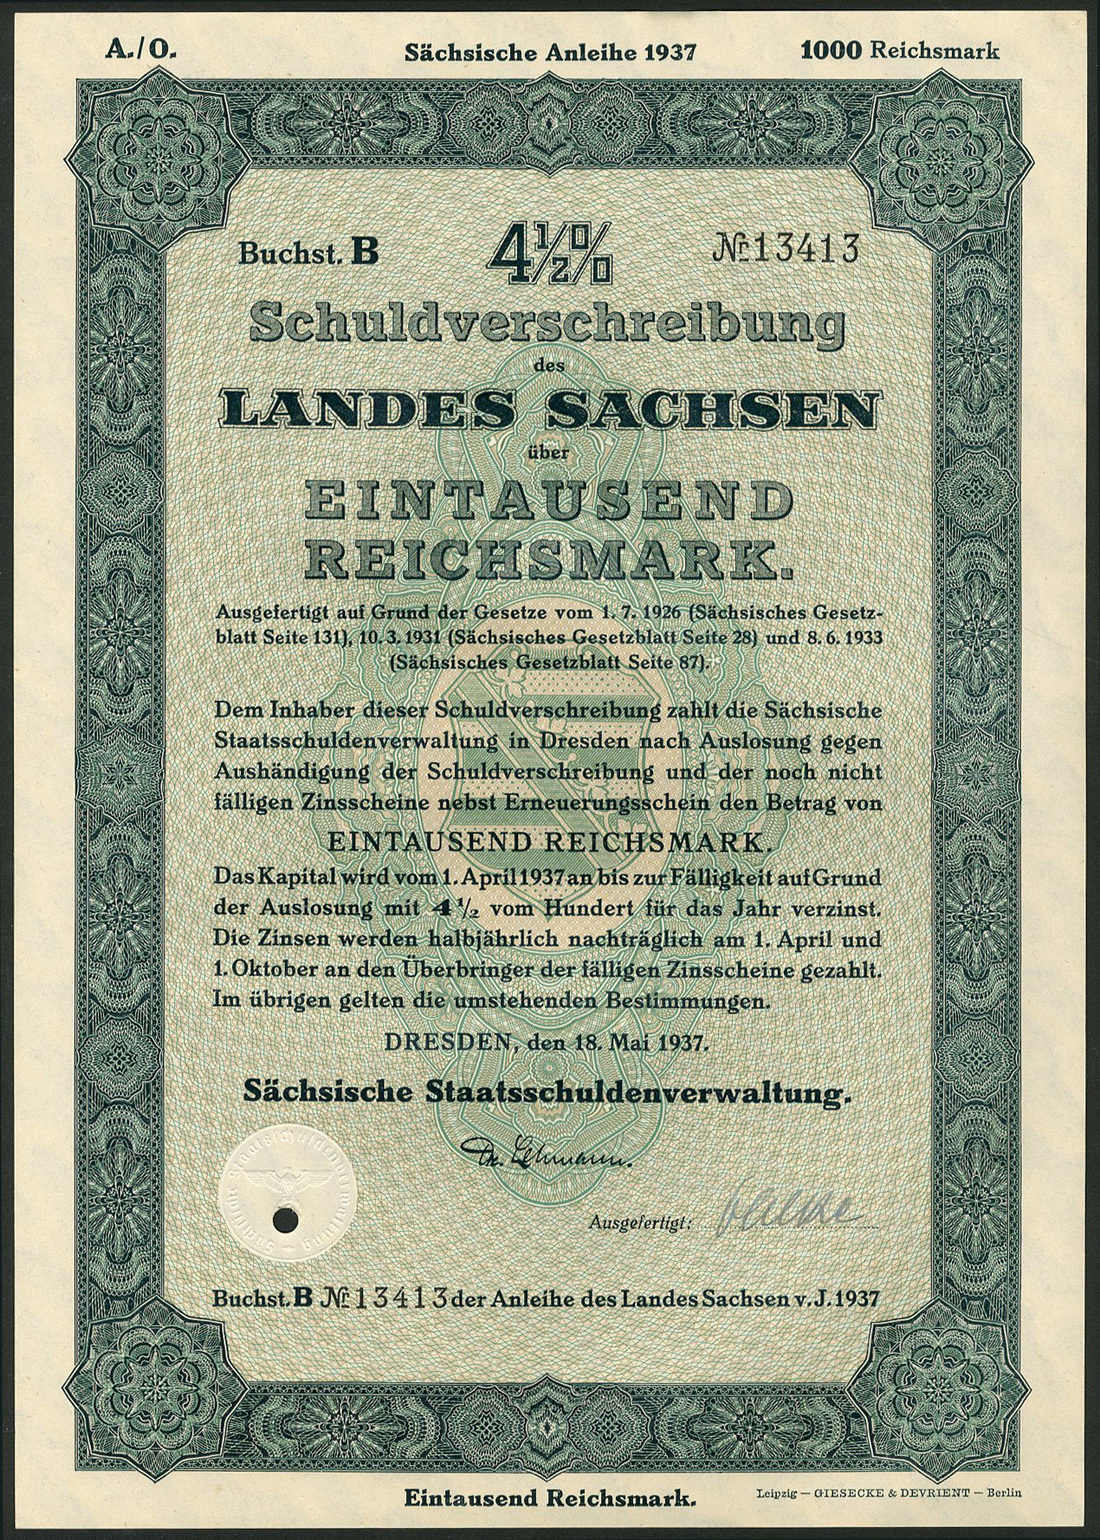 A./O.
Sächsische Anleihe 1937
1000 Reichsmark
Buchst. B
4½%
№ 13413
Schuldverschreibung
des
LANDES SACHSEN
über
EINTAUSEND
REICHSMARK.
Ausgefertigt auf Grund der Gesetze vom 1. 7. 1926 (Sächsisches Gesetz-
blatt Seite 131), 10. 3. 1931 (Sächsisches Gesetzblatt Seite 28) und 8. 6. 1933
(Sächsisches Gesetzblatt Seite 87).
Dem Inhaber dieser Schuldverschreibung zahlt die Sächsische
Staatsschuldenverwaltung in Dresden nach Auslosung gegen
Aushändigung der Schuldverschreibung und der noch nicht
fälligen Zinsscheine nebst Erneuerungsschein den Betrag von
EINTAUSEND REICHSMARK.
Das Kapital wird vom 1. April 1937 an bis zur Fälligkeit auf Grund
der Auslosung mit 4½ vom Hundert für das Jahr verzinst.
Die Zinsen werden halbjährlich nachträglich am 1. April und
1. Oktober an den Überbringer der fälligen Zinsscheine gezahlt.
Im übrigen gelten die umstehenden Bestimmungen.
DRESDEN, den 18. Mai 1937.
Sächsische Staatsschuldenverwaltung.
Dr. Lehmann.
Sächsische Staatsschuldenverwaltung
Ausgefertigt:
Buchst. B № 13413 der Anleihe des Landes Sachsen v. J. 1937
Eintausend Reichsmark.
Leipzig — GIESECKE & DEVRIENT — Berlin